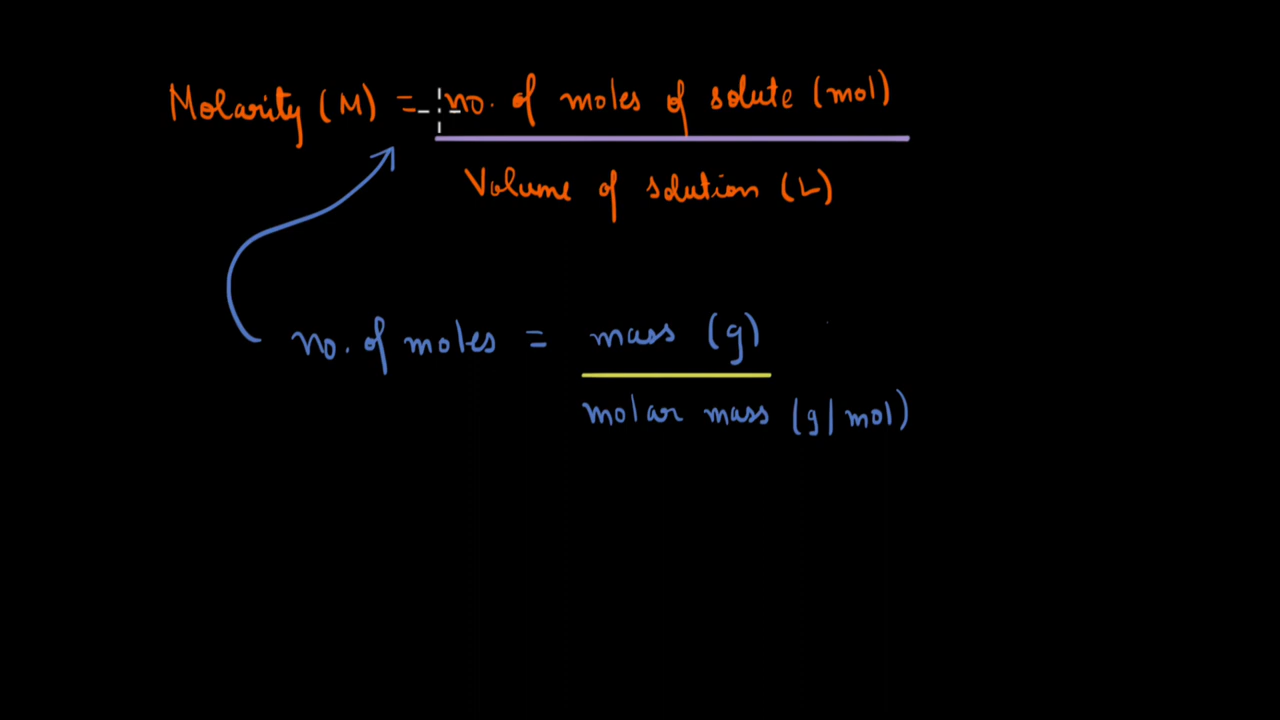 Molarity (M) = no. of moles of solute (mol)
Volume of solution (L)
no. of moles = mass (g)
molar mass (g/mol)